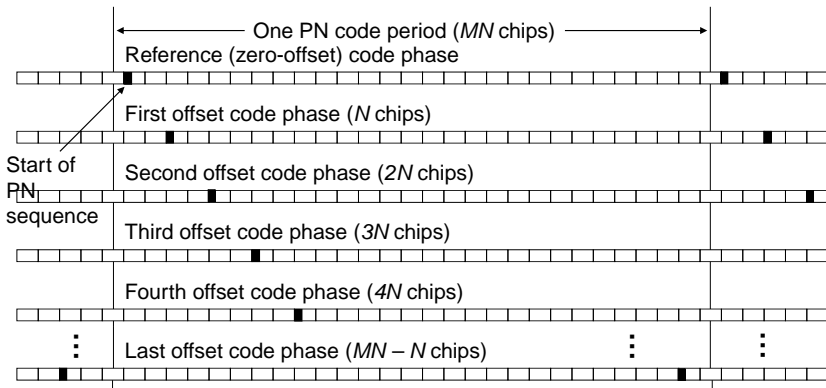 One PN code period (MN chips)
Reference (zero-offset) code phase
First offset code phase (N chips)
Start of
PN
sequence
Second offset code phase (2N chips)
Third offset code phase (3N chips)
Fourth offset code phase (4N chips)
Last offset code phase (MN – N chips)